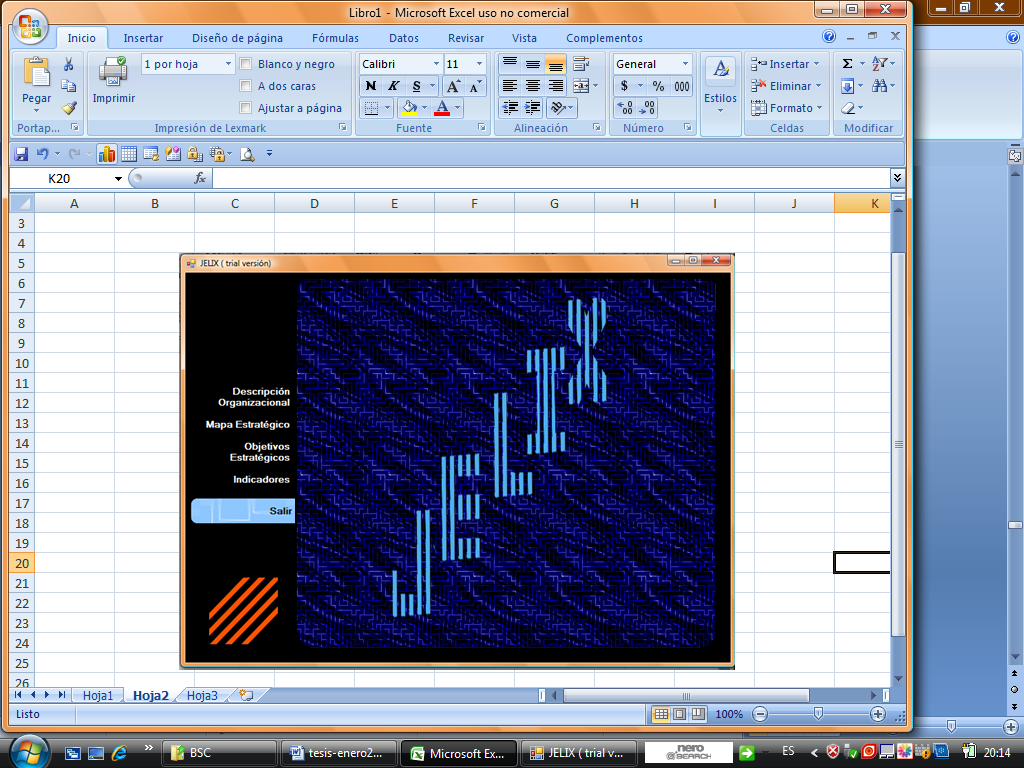 Libro1 - Microsoft Excel uso no comercial
Inicio Insertar Diseño de página Fórmulas Datos Revisar Vista Complementos
Pegar
Portap...
Imprimir
1 por hoja
Blanco y negro
A dos caras
Ajustar a página
Impresión de Lexmark
Calibri 11
N K S A A
A
Fuente
Alineación
General
$ % 000
Número
Estilos
Insertar
Eliminar
Formato
Celdas
Modificar
K20
fx
A B C D E F G H I J K
3
4
5
6
7
8
9
10
11
12
13
14
15
16
17
18
19
20
21
22
23
24
25
26
JELIX ( trial versión)
Descripción
Organizacional
Mapa Estratégico
Objetivos
Estratégicos
Indicadores
Salir
JELIX
Hoja1 Hoja2 Hoja3
Listo
100%
BSC
tesis-enero2...
Microsoft Ex...
JELIX ( trial v...
nero
SEARCH
ES
20:14